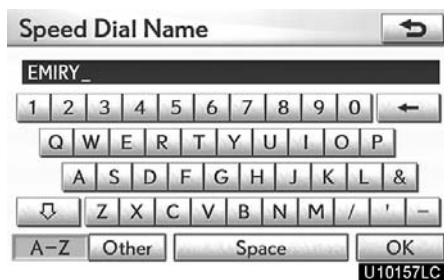 Speed Dial Name
EMIRY_
1 2 3 4 5 6 7 8 9 0 ←
Q W E R T Y U I O P
A S D F G H J K L &
⇩ Z X C V B N M / ' -
A-Z Other Space OK
U10157LC